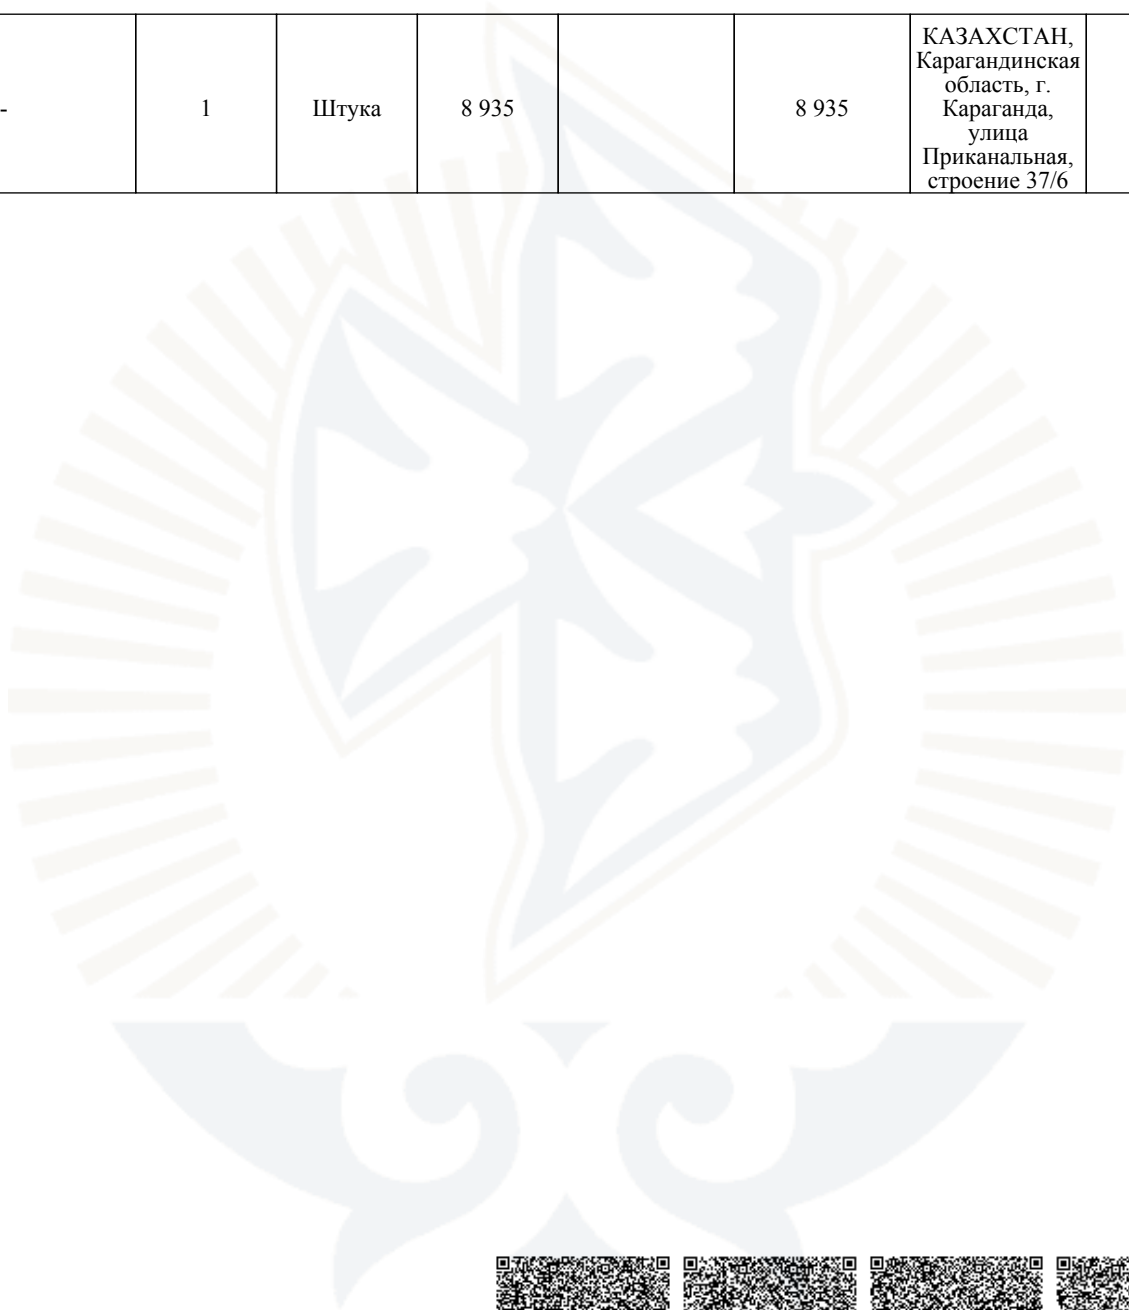 - 1 Штука 8 935 8 935 КАЗАХСТАН,
Карагандинская
область, г.
Караганда,
улица
Приканальная,
строение 37/6